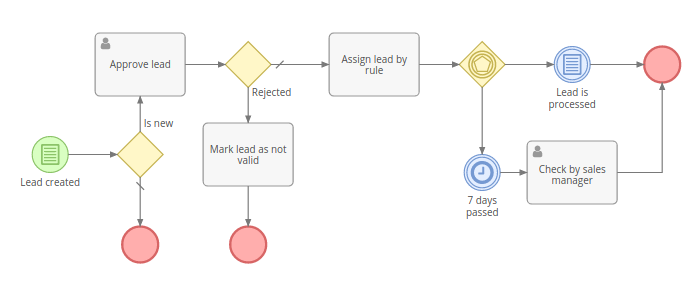 Approve lead
Rejected
Assign lead by
rule
Lead is
processed
Is new
Lead created
Mark lead as not
valid
7 days
passed
Check by sales
manager